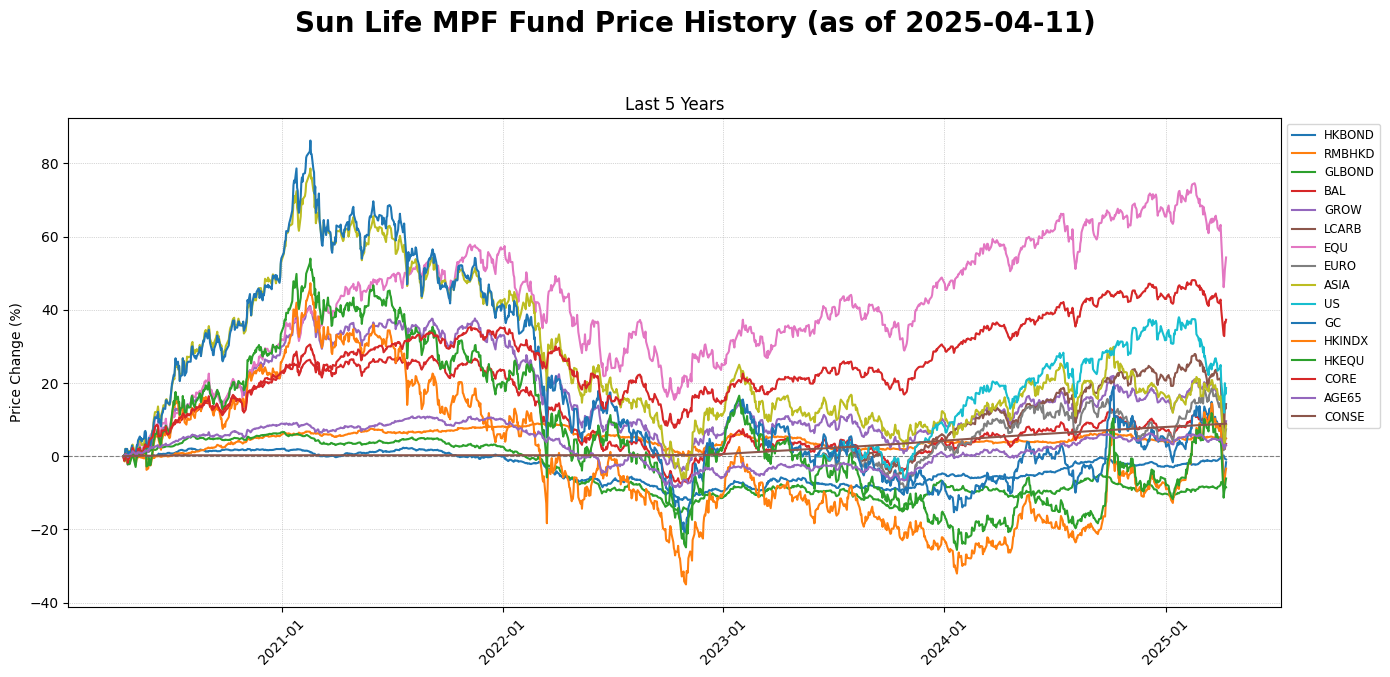 Sun Life MPF Fund Price History (as of 2025-04-11)
Last 5 Years
Price Change (%)
80
60
40
20
0
−20
−40
2021-01
2022-01
2023-01
2024-01
2025-01
HKBOND
RMBHKD
GLBOND
BAL
GROW
LCARB
EQU
EURO
ASIA
US
GC
HKINDX
HKEQU
CORE
AGE65
CONSE